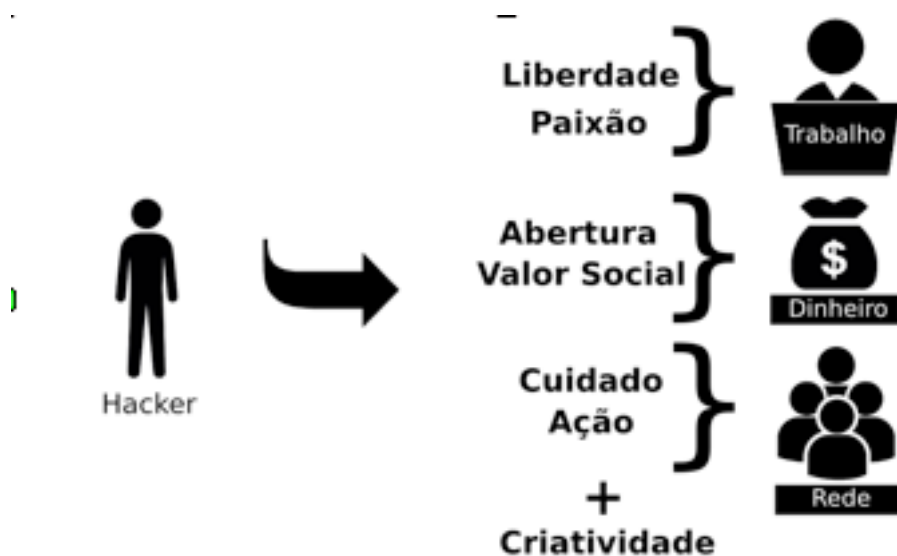 Liberdade
Paixão
Trabalho
Hacker
Abertura
Valor Social
$
Dinheiro
Cuidado
Ação
Rede
+
Criatividade